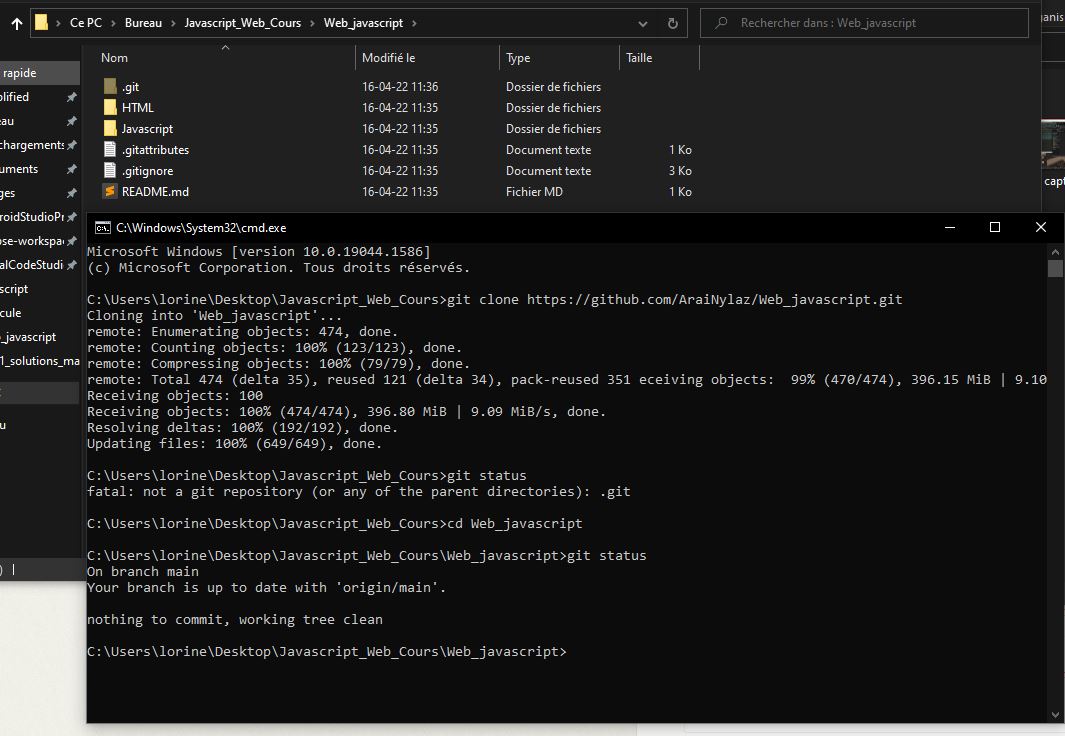 Ce PC > Bureau > Javascript_Web_Cours > Web_javascript >
Rechercher dans : Web_javascript
anis
Nom Modifié le Type Taille
rapide
.git 16-04-22 11:36 Dossier de fichiers
plified
HTML 16-04-22 11:35 Dossier de fichiers
eau
Javascript 16-04-22 11:35 Dossier de fichiers
chargements
.gitattributes 16-04-22 11:35 Document texte 1 Ko
uments
.gitignore 16-04-22 11:35 Document texte 3 Ko
ges
README.md 16-04-22 11:35 Fichier MD 1 Ko
capt
roidStudioPr
ose-workspa
alCodeStudi
script
cule
_javascript
1_solutions_ma
u
C:\Windows\System32\cmd.exe
Microsoft Windows [version 10.0.19044.1586]
(c) Microsoft Corporation. Tous droits réservés.
C:\Users\lorine\Desktop\Javascript_Web_Cours>git clone https://github.com/AraiNylaz/Web_javascript.git
Cloning into 'Web_javascript'...
remote: Enumerating objects: 474, done.
remote: Counting objects: 100% (123/123), done.
remote: Compressing objects: 100% (79/79), done.
remote: Total 474 (delta 35), reused 121 (delta 34), pack-reused 351 eceiving objects:  99% (470/474), 396.15 MiB | 9.10
Receiving objects: 100
Receiving objects: 100% (474/474), 396.80 MiB | 9.09 MiB/s, done.
Resolving deltas: 100% (192/192), done.
Updating files: 100% (649/649), done.
C:\Users\lorine\Desktop\Javascript_Web_Cours>git status
fatal: not a git repository (or any of the parent directories): .git
C:\Users\lorine\Desktop\Javascript_Web_Cours>cd Web_javascript
C:\Users\lorine\Desktop\Javascript_Web_Cours\Web_javascript>git status
On branch main
Your branch is up to date with 'origin/main'.
nothing to commit, working tree clean
C:\Users\lorine\Desktop\Javascript_Web_Cours\Web_javascript>